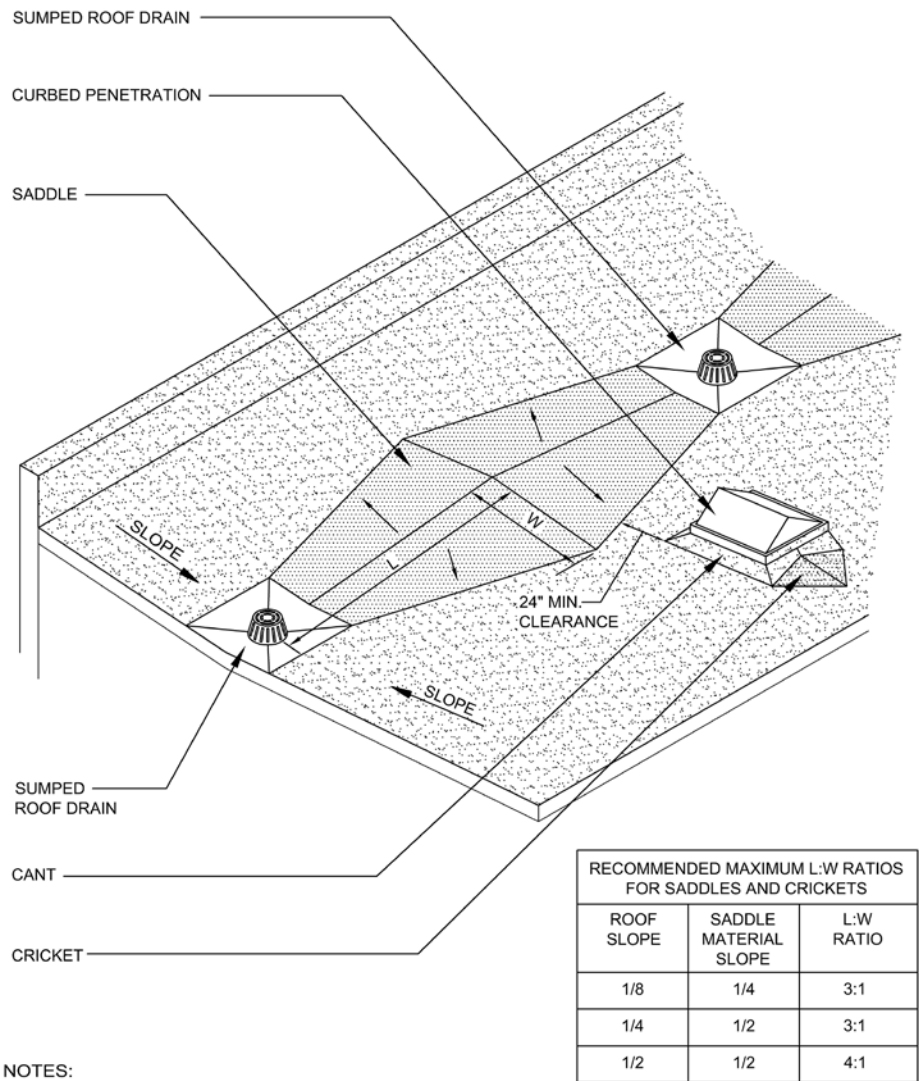 SUMPED ROOF DRAIN
CURBED PENETRATION
SADDLE
SLOPE
L
W
24" MIN.
CLEARANCE
SLOPE
SUMPED
ROOF DRAIN
CANT
CRICKET
RECOMMENDED MAXIMUM L:W RATIOS
FOR SADDLES AND CRICKETS
ROOF
SLOPE
SADDLE
MATERIAL
SLOPE
L:W
RATIO
1/8 1/4 3:1
1/4 1/2 3:1
1/2 1/2 4:1
NOTES: